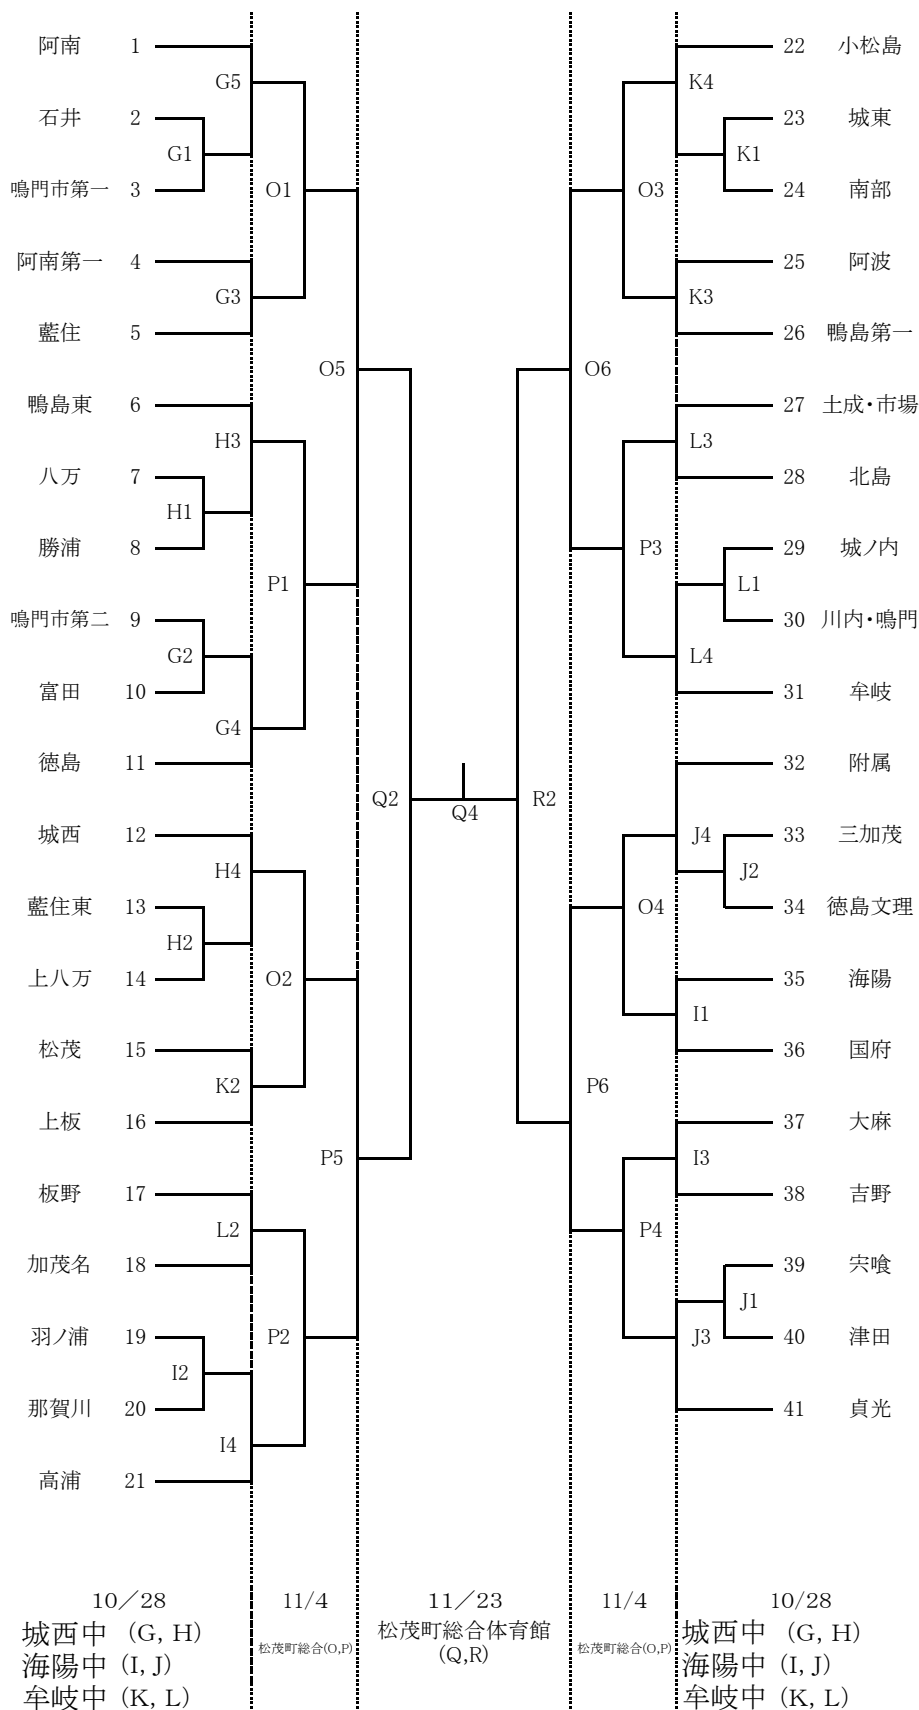 阿南 1
G5
石井 2
G1
鳴門市第一 3
O1
阿南第一 4
G3
藍住 5
O5
鴨島東 6
H3
八万 7
H1
勝浦 8
P1
鳴門市第二 9
G2
富田 10
G4
徳島 11
Q2
城西 12
H4
藍住東 13
H2
上八万 14
O2
松茂 15
K2
上板 16
P5
板野 17
L2
加茂名 18
羽ノ浦 19
P2
I2
那賀川 20
I4
高浦 21
Q4
22 小松島
K4
23 城東
K1
24 南部
O3
25 阿波
K3
26 鴨島第一
O6
27 土成・市場
L3
28 北島
29 城ノ内
P3
L1
30 川内・鳴門
L4
31 牟岐
32 附属
R2
J4
33 三加茂
J2
34 徳島文理
O4
35 海陽
I1
36 国府
P6
37 大麻
I3
38 吉野
P4
39 宍喰
J1
40 津田
J3
41 貞光
10/28 11/4 11/23 11/4 10/28
城西中 (G, H) 松茂町総合(O,P) 松茂町総合体育館 松茂町総合(O,P) 城西中 (G, H)
海陽中 (I, J) (Q,R) 海陽中 (I, J)
牟岐中 (K, L) 牟岐中 (K, L)